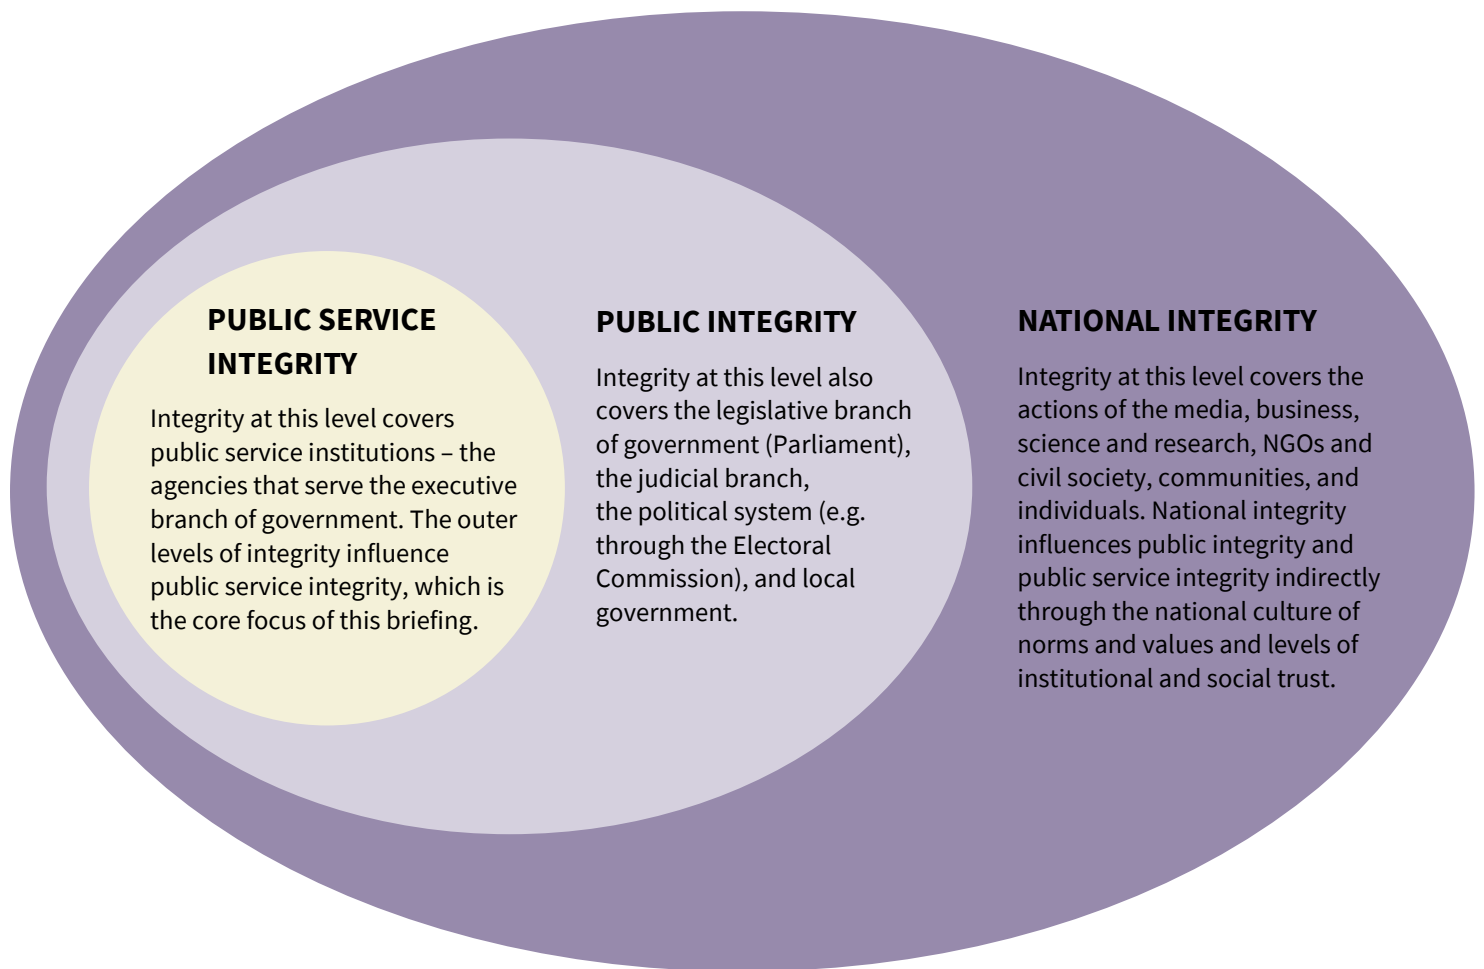 PUBLIC SERVICE
INTEGRITY
Integrity at this level covers
public service institutions – the
agencies that serve the executive
branch of government. The outer
levels of integrity influence
public service integrity, which is
the core focus of this briefing.
PUBLIC INTEGRITY
Integrity at this level also
covers the legislative branch
of government (Parliament),
the judicial branch,
the political system (e.g.
through the Electoral
Commission), and local
government.
NATIONAL INTEGRITY
Integrity at this level covers the
actions of the media, business,
science and research, NGOs and
civil society, communities, and
individuals. National integrity
influences public integrity and
public service integrity indirectly
through the national culture of
norms and values and levels of
institutional and social trust.